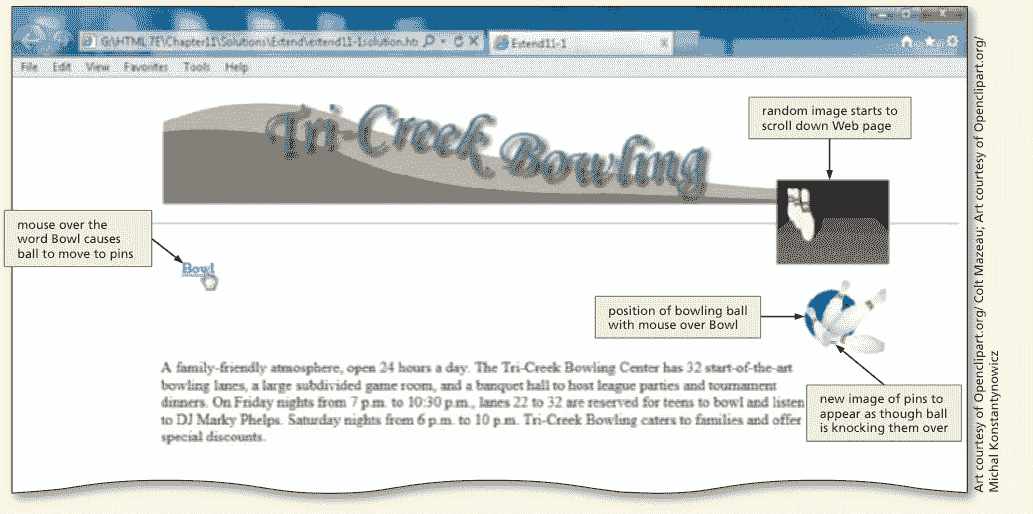 G:\HTML 7E\Chapter11\Solutions\Extend\extend11-1solution.ht
Extend11-1
File Edit View Favorites Tools Help
Tri Creek Bowling
random image starts to
scroll down Web page
mouse over the
word Bowl causes
ball to move to pins
Bowl
position of bowling ball
with mouse over Bowl
A family-friendly atmosphere, open 24 hours a day. The Tri-Creek Bowling Center has 32 start-of-the-art
bowling lanes, a large subdivided game room, and a banquet hall to host league parties and tournament
dinners. On Friday nights from 7 p.m. to 10:30 p.m., lanes 22 to 32 are reserved for teens to bowl and listen
to DJ Marky Phelps. Saturday nights from 6 p.m. to 10 p.m. Tri-Creek Bowling caters to families and offer
special discounts.
new image of pins to
appear as though ball
is knocking them over
Art courtesy of Openclipart.org/ Colt Mazeau; Art courtesy of Openclipart.org/
Michal Konstantynowicz